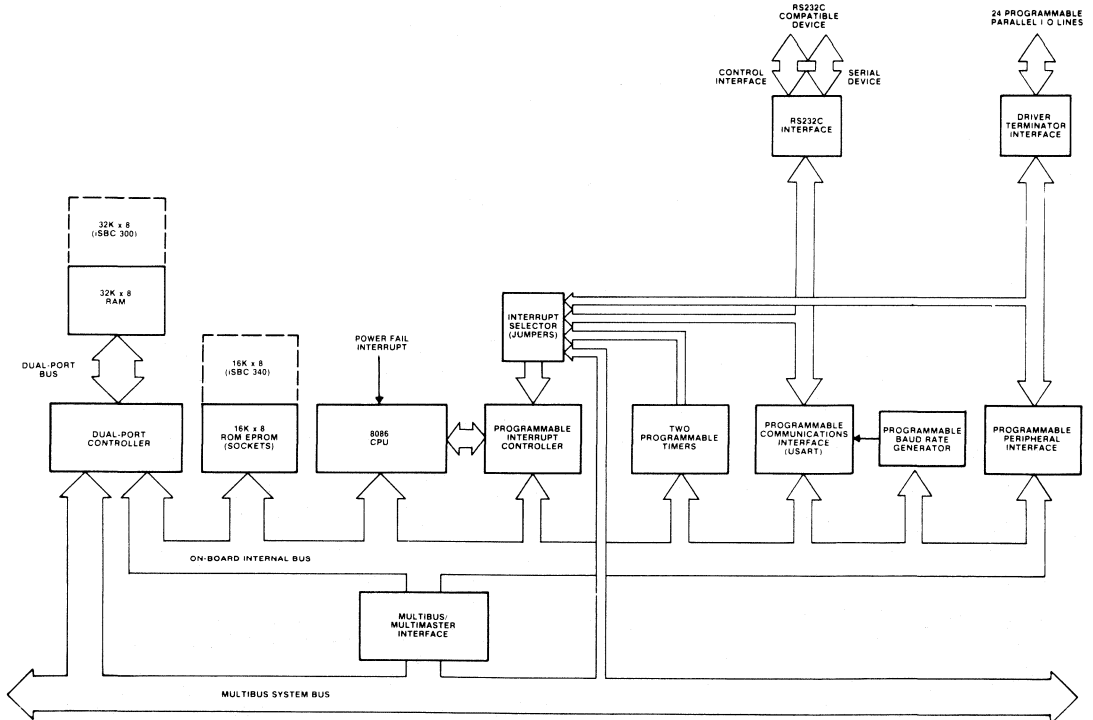 RS232C
COMPATIBLE
DEVICE
24 PROGRAMMABLE
PARALLEL I O LINES
CONTROL
INTERFACE
SERIAL
DEVICE
RS232C
INTERFACE
DRIVER
TERMINATOR
INTERFACE
32K x 8
(iSBC 300)
32K x 8
RAM
DUAL-PORT
BUS
16K x 8
(iSBC 340)
POWER FAIL
INTERRUPT
INTERRUPT
SELECTOR
(JUMPERS)
DUAL-PORT
CONTROLLER
16K x 8
ROM EPROM
(SOCKETS)
8086
CPU
PROGRAMMABLE
INTERRUPT
CONTROLLER
TWO
PROGRAMMABLE
TIMERS
PROGRAMMABLE
COMMUNICATIONS
INTERFACE
(USART)
PROGRAMMABLE
BAUD RATE
GENERATOR
PROGRAMMABLE
PERIPHERAL
INTERFACE
ON-BOARD INTERNAL BUS
MULTIBUS/
MULTIMASTER
INTERFACE
MULTIBUS SYSTEM BUS